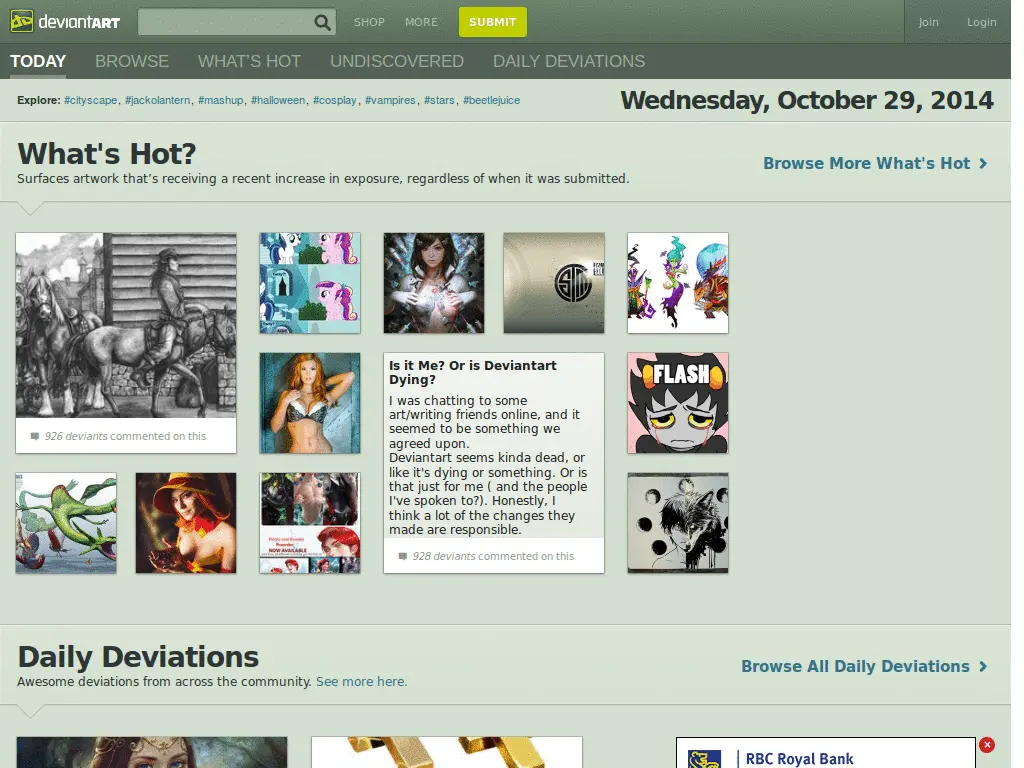 deviantART
SHOP
MORE
SUBMIT
Join
Login
TODAY
BROWSE
WHAT'S HOT
UNDISCOVERED
DAILY DEVIATIONS
Explore: #cityscape, #jackolantern, #mashup, #halloween, #cosplay, #vampires, #stars, #beetlejuice
Wednesday, October 29, 2014
What's Hot?
Surfaces artwork that's receiving a recent increase in exposure, regardless of when it was submitted.
Browse More What's Hot
926 deviants commented on this
Is it Me? Or is Deviantart
Dying?
I was chatting to some
art/writing friends online, and it
seemed to be something we
agreed upon.
Deviantart seems kinda dead, or
like it's dying or something. Or is
that just for me ( and the people
I've spoken to?). Honestly, I
think a lot of the changes they
made are responsible.
928 deviants commented on this
FLASH
NOW AVAILABLE
Daily Deviations
Awesome deviations from across the community. See more here.
Browse All Daily Deviations
RBC Royal Bank